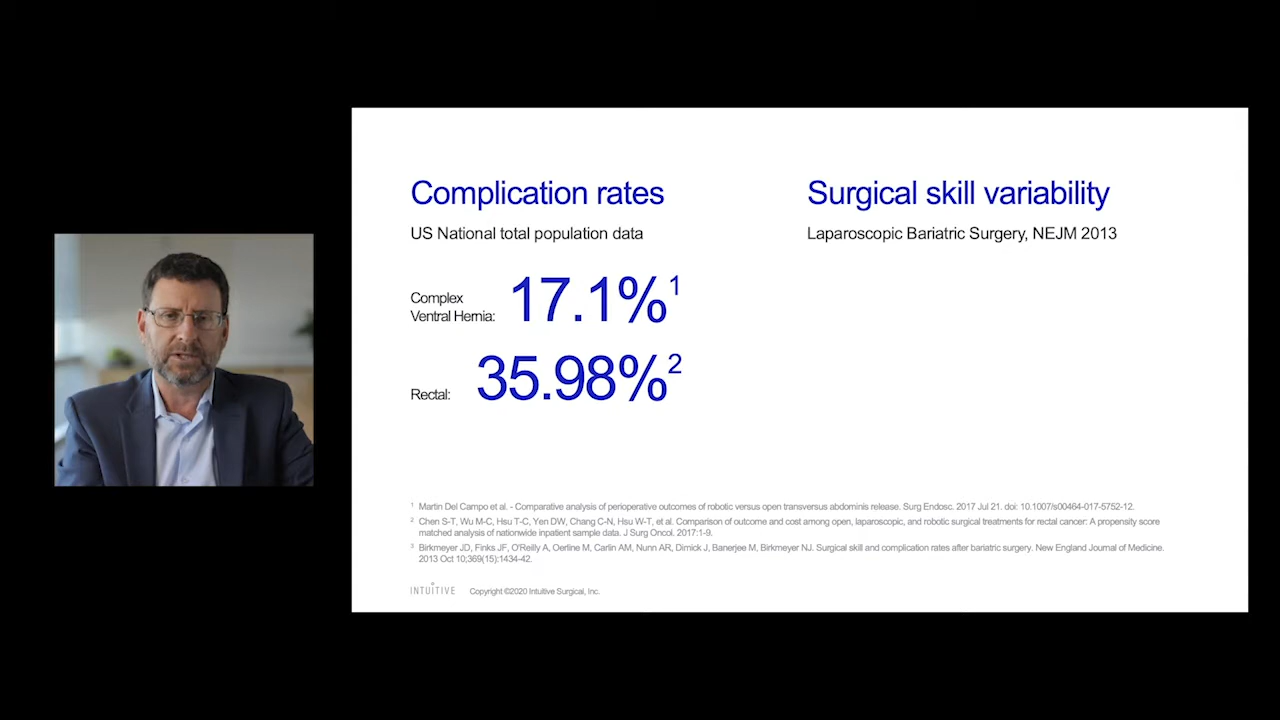 Complication rates
US National total population data
Complex
Ventral Hernia:
17.1%¹
Rectal:
35.98%²
Surgical skill variability
Laparoscopic Bariatric Surgery, NEJM 2013
¹ Martin Del Campo et al. - Comparative analysis of perioperative outcomes of robotic versus open transversus abdominis release. Surg Endosc. 2017 Jul 21. doi: 10.1007/s00464-017-5752-12.
² Chen S-T, Wu M-C, Hsu T-C, Yen DW, Chang C-N, Hsu W-T, et al. Comparison of outcome and cost among open, laparoscopic, and robotic surgical treatments for rectal cancer: A propensity score
matched analysis of nationwide inpatient sample data. J Surg Oncol. 2017:1-9.
³ Birkmeyer JD, Finks JF, O'Reilly A, Oerline M, Carlin AM, Nunn AR, Dimick J, Banerjee M, Birkmeyer NJ. Surgical skill and complication rates after bariatric surgery. New England Journal of Medicine.
2013 Oct 10;369(15):1434-42.
INTUITIVE
Copyright ©2020 Intuitive Surgical, Inc.